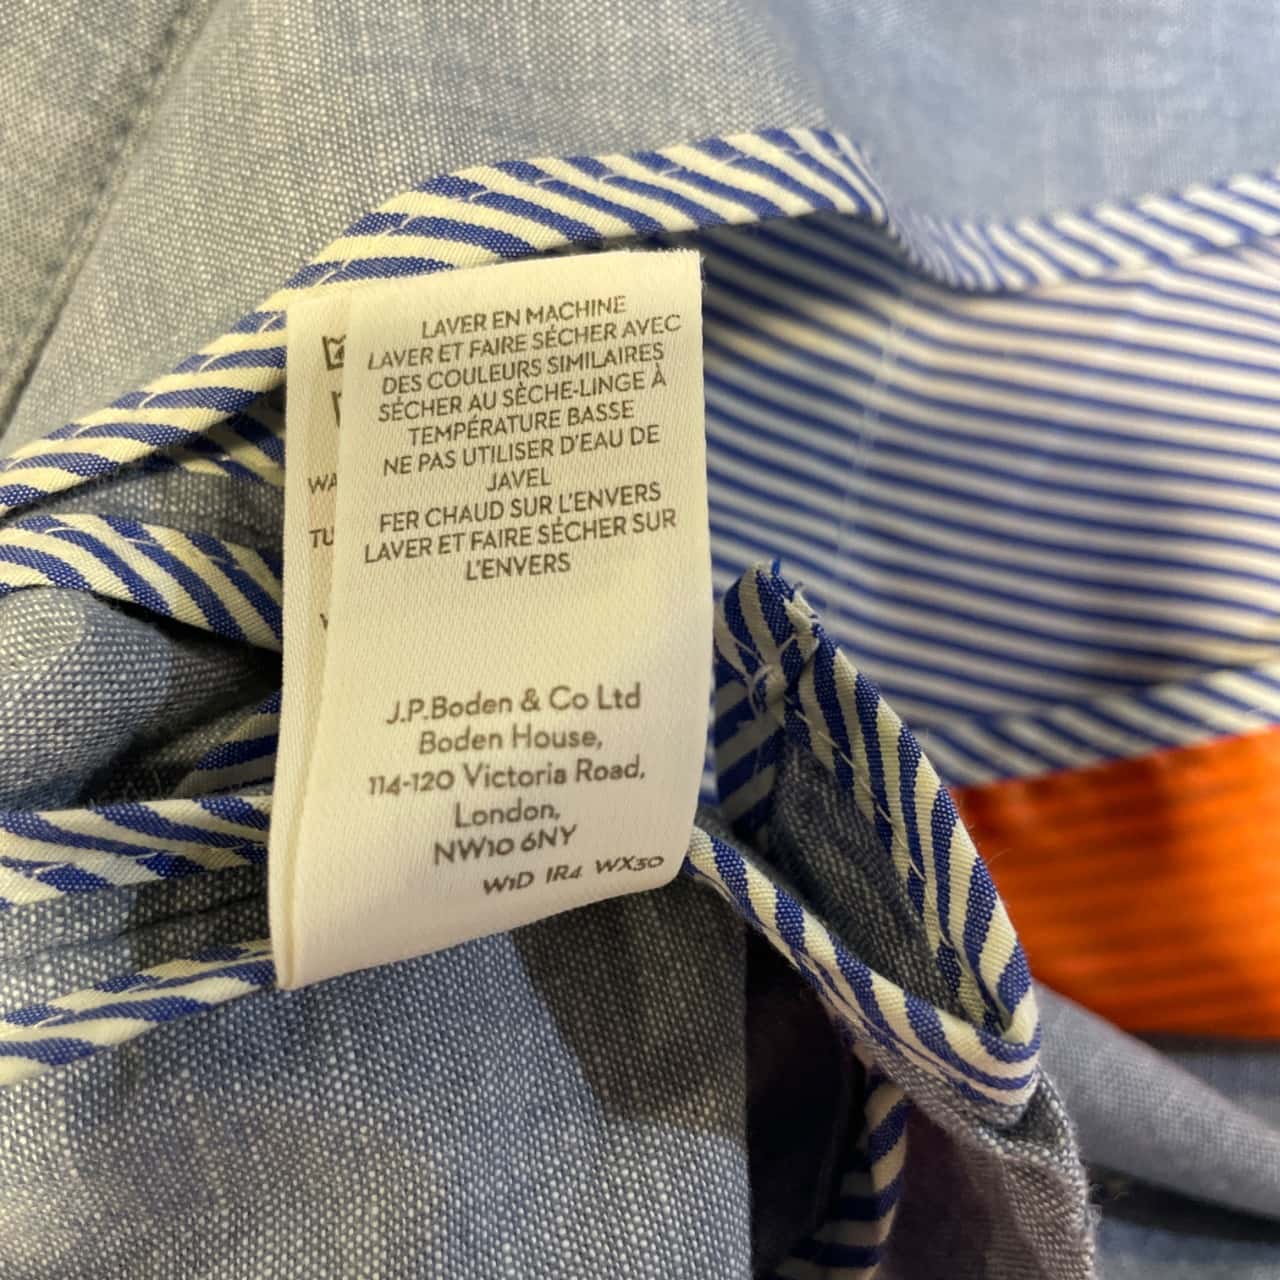 LAVER EN MACHINE
LAVER ET FAIRE SÉCHER AVEC
DES COULEURS SIMILAIRES
SÉCHER AU SÈCHE-LINGE À
TEMPÉRATURE BASSE
NE PAS UTILISER D'EAU DE
JAVEL
FER CHAUD SUR L'ENVERS
LAVER ET FAIRE SÉCHER SUR
L'ENVERS
J.P.Boden & Co Ltd
Boden House,
114-120 Victoria Road,
London,
NW10 6NY
W1D IR4 WX30